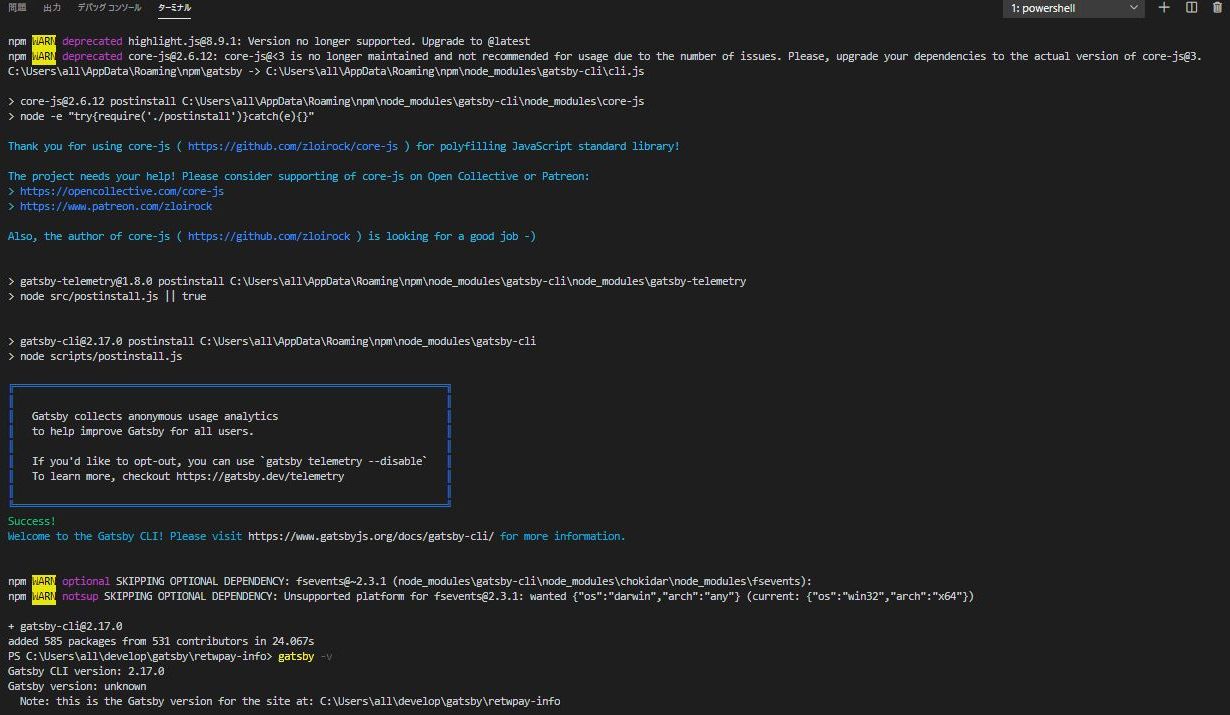 問題 出力 デバッグ コンソール ターミナル 1: powershell
npm WARN deprecated highlight.js@8.9.1: Version no longer supported. Upgrade to @latest
npm WARN deprecated core-js@2.6.12: core-js@<3 is no longer maintained and not recommended for usage due to the number of issues. Please, upgrade your dependencies to the actual version of core-js@3.
C:\Users\all\AppData\Roaming\npm\gatsby -> C:\Users\all\AppData\Roaming\npm\node_modules\gatsby-cli\cli.js
> core-js@2.6.12 postinstall C:\Users\all\AppData\Roaming\npm\node_modules\gatsby-cli\node_modules\core-js
> node -e "try{require('./postinstall')}catch(e){}"
Thank you for using core-js ( https://github.com/zloirock/core-js ) for polyfilling JavaScript standard library!
The project needs your help! Please consider supporting of core-js on Open Collective or Patreon:
> https://opencollective.com/core-js
> https://www.patreon.com/zloirock
Also, the author of core-js ( https://github.com/zloirock ) is looking for a good job -)
> gatsby-telemetry@1.8.0 postinstall C:\Users\all\AppData\Roaming\npm\node_modules\gatsby-cli\node_modules\gatsby-telemetry
> node src/postinstall.js || true
> gatsby-cli@2.17.0 postinstall C:\Users\all\AppData\Roaming\npm\node_modules\gatsby-cli
> node scripts/postinstall.js
Gatsby collects anonymous usage analytics
to help improve Gatsby for all users.
If you'd like to opt-out, you can use `gatsby telemetry --disable`
To learn more, checkout https://gatsby.dev/telemetry
Success!
Welcome to the Gatsby CLI! Please visit https://www.gatsbyjs.org/docs/gatsby-cli/ for more information.
npm WARN optional SKIPPING OPTIONAL DEPENDENCY: fsevents@~2.3.1 (node_modules\gatsby-cli\node_modules\chokidar\node_modules\fsevents):
npm WARN notsup SKIPPING OPTIONAL DEPENDENCY: Unsupported platform for fsevents@2.3.1: wanted {"os":"darwin","arch":"any"} (current: {"os":"win32","arch":"x64"})
+ gatsby-cli@2.17.0
added 585 packages from 531 contributors in 24.067s
PS C:\Users\all\develop\gatsby\retwpay-info> gatsby -v
Gatsby CLI version: 2.17.0
Gatsby version: unknown
Note: this is the Gatsby version for the site at: C:\Users\all\develop\gatsby\retwpay-info